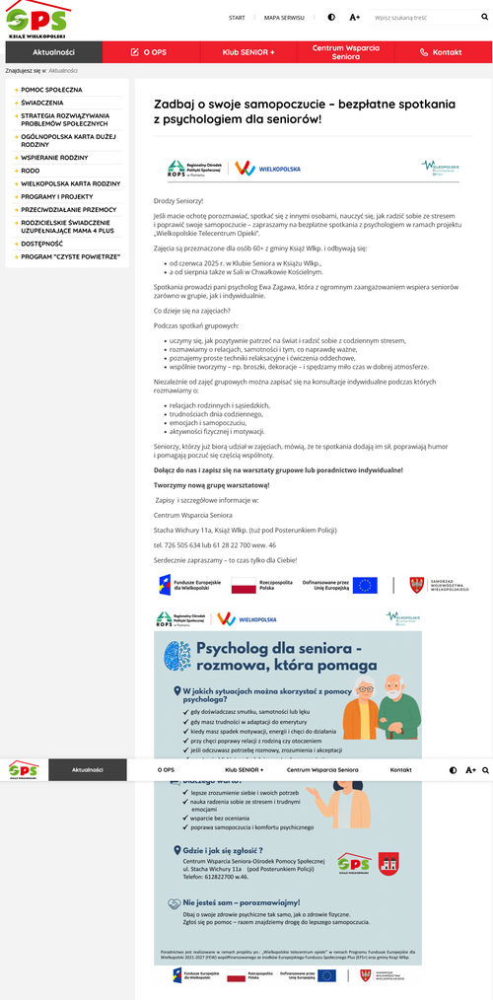 GPS
KSIĄŻ WIELKOPOLSKI
START
MAPA SERWISU
A+
Wpisz szukaną treść
Aktualności
O OPS
Klub SENIOR +
Centrum Wsparcia
Seniora
Kontakt
Znajdujesz się w: Aktualności
POMOC SPOŁECZNA
ŚWIADCZENIA
STRATEGIA ROZWIĄZYWANIA
PROBLEMÓW SPOŁECZNYCH
OGÓLNOPOLSKA KARTA DUŻEJ
RODZINY
WSPIERANIE RODZINY
RODO
WIELKOPOLSKA KARTA RODZINY
PROGRAMY I PROJEKTY
PRZECIWDZIAŁANIE PRZEMOCY
RODZICIELSKIE ŚWIADCZENIE
UZUPEŁNIAJĄCE MAMA 4 PLUS
DOSTĘPNOŚĆ
PROGRAM "CZYSTE POWIETRZE"
Zadbaj o swoje samopoczucie – bezpłatne spotkania
z psychologiem dla seniorów!
ROPS
Regionalny Ośrodek
Polityki Społecznej
w Poznaniu
WIELKOPOLSKA
WIELKOPOLSKIE
Drodzy Seniorzy!
Jeśli macie ochotę porozmawiać, spotkać się z innymi osobami, nauczyć się, jak radzić sobie ze stresem
i poprawić swoje samopoczucie – zapraszamy na bezpłatne spotkania z psychologiem w ramach projektu
„Wielkopolskie Telecentrum Opieki”.
Zajęcia są przeznaczone dla osób 60+ z gminy Książ Wlkp. i odbywają się:
• od czerwca 2025 r. w Klubie Seniora w Książu Wlkp.,
• a od sierpnia także w Sali w Chwałkowie Kościelnym.
Spotkania prowadzi pani psycholog Ewa Zagawa, która z ogromnym zaangażowaniem wspiera seniorów
zarówno w grupie, jak i indywidualnie.
Co dzieje się na zajęciach?
Podczas spotkań grupowych:
• uczymy się, jak pozytywnie patrzeć na świat i radzić sobie z codziennym stresem,
• rozmawiamy o relacjach, samotności i tym, co naprawdę ważne,
• poznajemy proste techniki relaksacyjne i ćwiczenia oddechowe,
• wspólnie tworzymy – np. broszki, dekoracje – i spędzamy miło czas w dobrej atmosferze.
Niezależnie od zajęć grupowych można zapisać się na konsultacje indywidualne podczas których
rozmawiamy o:
• relacjach rodzinnych i sąsiedzkich,
• trudnościach dnia codziennego,
• emocjach i samopoczuciu,
• aktywności fizycznej i motywacji.
Seniorzy, którzy już biorą udział w zajęciach, mówią, że te spotkania dodają im sił, poprawiają humor
i pomagają poczuć się częścią wspólnoty.
Dołącz do nas i zapisz się na warsztaty grupowe lub poradnictwo indywidualne!
Tworzymy nową grupę warsztatową!
Zapisy i szczegółowe informacje w:
Centrum Wsparcia Seniora
Stacha Wichury 11a, Książ Wlkp. (tuż pod Posterunkiem Policji)
tel. 726 505 634 lub 61 28 22 700 wew. 46
Serdecznie zapraszamy – to czas tylko dla Ciebie!
Fundusze Europejskie
dla Wielkopolski
Rzeczpospolita
Polska
Dofinansowane przez
Unię Europejską
SAMORZĄD
WOJEWÓDZTWA
WIELKOPOLSKIEGO
ROPS
Regionalny Ośrodek
Polityki Społecznej
w Poznaniu
WIELKOPOLSKA
WIELKOPOLSKIE
Psycholog dla seniora -
rozmowa, która pomaga
W jakich sytuacjach można skorzystać z pomocy
psychologa?
gdy doświadczasz smutku, samotności lub lęku
gdy masz trudności w adaptacji do emerytury
kiedy masz spadek motywacji, energii i chęci do działania
przy chęci poprawy relacji z rodziną czy otoczeniem
jeśli odczuwasz potrzebę rozmowy, zrozumienia i akceptacji
GPS
KSIĄŻ WIELKOPOLSKI
Aktualności
O OPS
Klub SENIOR +
Centrum Wsparcia Seniora
Kontakt
A+
Dlaczego warto?
lepsze zrozumienie siebie i swoich potrzeb
nauka radzenia sobie ze stresem i trudnymi
emocjami
wsparcie bez oceniania
poprawa samopoczucia i komfortu psychicznego
Gdzie i jak się zgłosić ?
Centrum Wsparcia Seniora-Ośrodek Pomocy Społecznej
ul. Stacha Wichury 11a (pod Posterunkiem Policji)
Telefon: 612822700 w.46.
GPS
KSIĄŻ WIELKOPOLSKI
Nie jesteś sam – porozmawiajmy!
Dbaj o swoje zdrowie psychiczne tak samo, jak o zdrowie fizyczne.
Zgłoś się po pomoc – razem znajdziemy drogę do lepszego samopoczucia.
Poradnictwo jest realizowane w ramach projektu pn.: „Wielkopolskie telecentrum opieki” w ramach Programu Fundusze Europejskie dla
Wielkopolski 2021-2027 (FEW) współfinansowanego ze środków Europejskiego Funduszu Społecznego Plus (EFS+) oraz gminy Książ Wlkp.
Fundusze Europejskie
dla Wielkopolski
Rzeczpospolita
Polska
Dofinansowane przez
Unię Europejską
SAMORZĄD
WOJEWÓDZTWA
WIELKOPOLSKIEGO